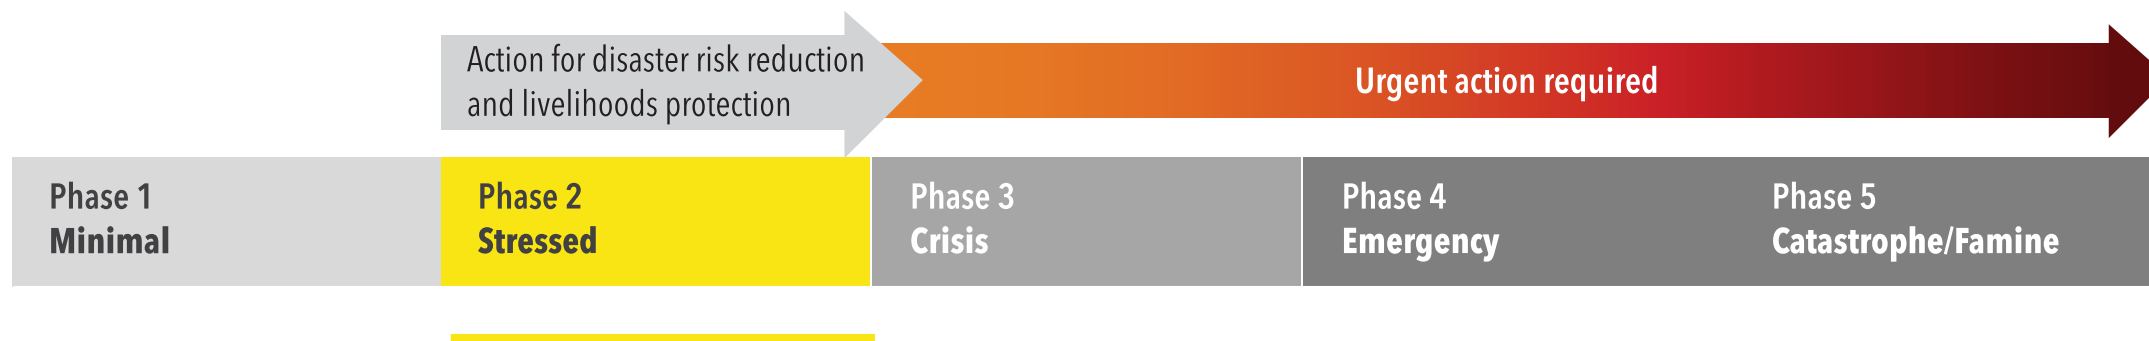 Action for disaster risk reduction
and livelihoods protection
Urgent action required
Phase 1
Minimal
Phase 2
Stressed
Phase 3
Crisis
Phase 4
Emergency
Phase 5
Catastrophe/Famine